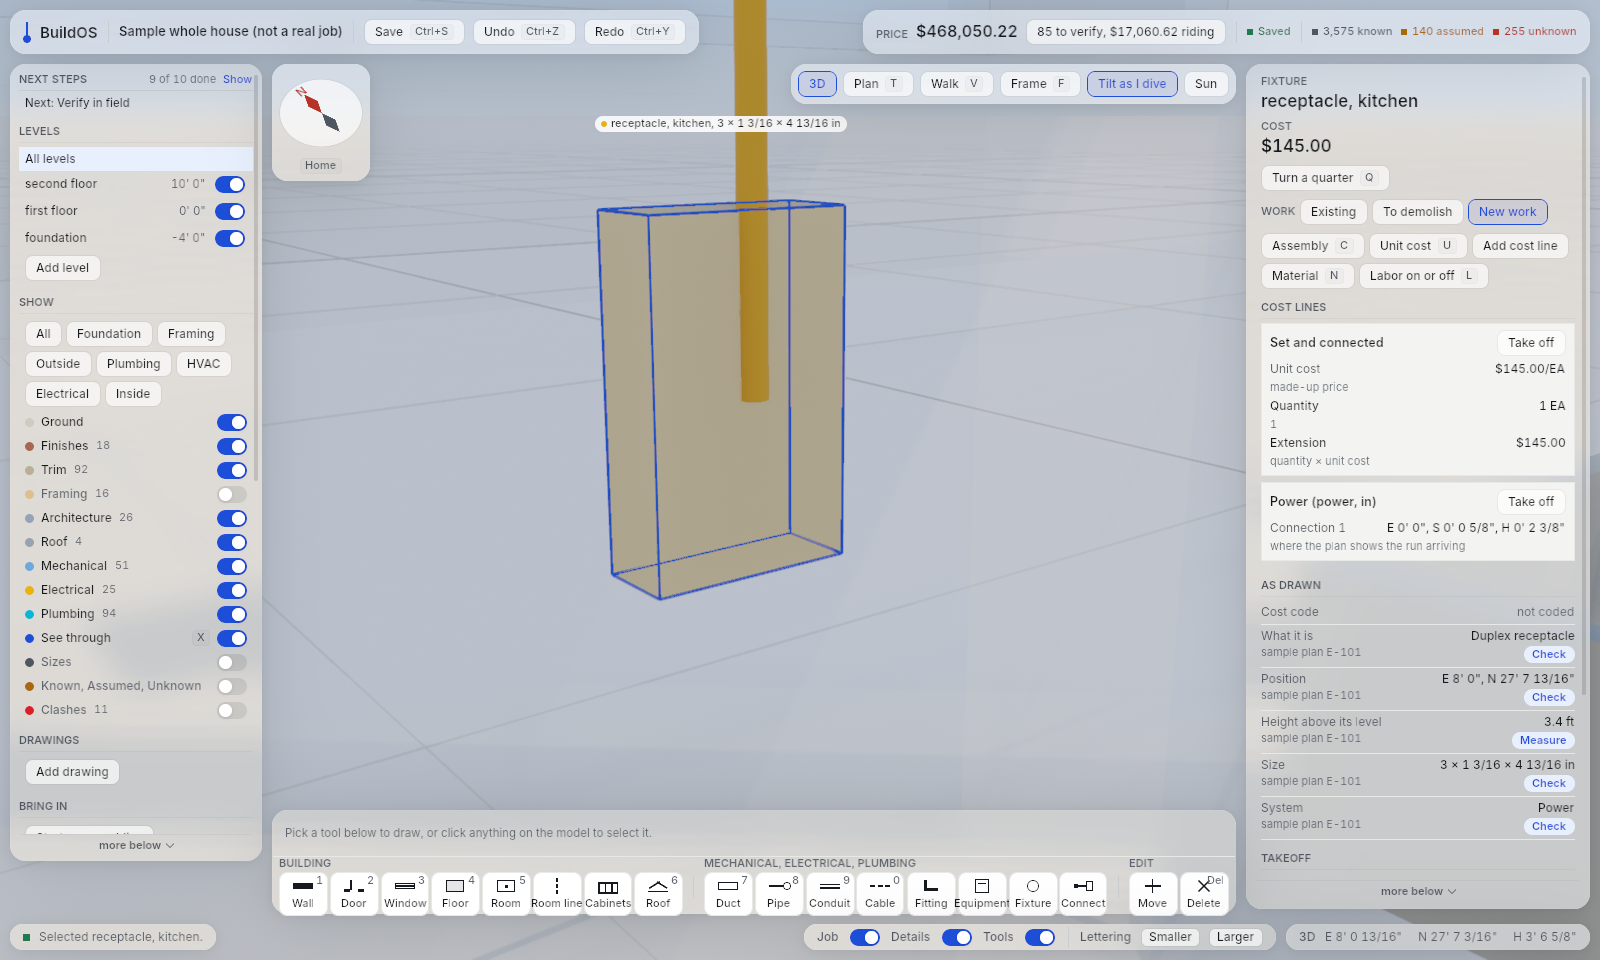 BuildOS
Sample whole house (not a real job)
Save Ctrl+S
Undo Ctrl+Z
Redo Ctrl+Y
PRICE $468,050.22
85 to verify, $17,060.62 riding
Saved
3,575 known
140 assumed
255 unknown
NEXT STEPS 9 of 10 done Show
Next: Verify in field
LEVELS
All levels
second floor 10' 0"
first floor 0' 0"
foundation -4' 0"
Add level
SHOW
All Foundation Framing
Outside Plumbing HVAC
Electrical Inside
Ground
Finishes 18
Trim 92
Framing 16
Architecture 26
Roof 4
Mechanical 51
Electrical 25
Plumbing 94
See through X
Sizes
Known, Assumed, Unknown
Clashes 11
DRAWINGS
Add drawing
BRING IN
more below
N
Home
3D
Plan T
Walk V
Frame F
Tilt as I dive
Sun
receptacle, kitchen, 3 × 1 3/16 × 4 13/16 in
FIXTURE
receptacle, kitchen
COST
$145.00
Turn a quarter Q
WORK Existing To demolish New work
Assembly C Unit cost U Add cost line
Material N Labor on or off L
COST LINES
Set and connected Take off
Unit cost $145.00/EA
made-up price
Quantity 1 EA
1
Extension $145.00
quantity × unit cost
Power (power, in) Take off
Connection 1 E 0' 0", S 0' 0 5/8", H 0' 2 3/8"
where the plan shows the run arriving
AS DRAWN
Cost code not coded
What it is Duplex receptacle
sample plan E-101 Check
Position E 8' 0", N 27' 7 13/16"
sample plan E-101 Check
Height above its level 3.4 ft
sample plan E-101 Measure
Size 3 × 1 3/16 × 4 13/16 in
sample plan E-101 Check
System Power
sample plan E-101 Check
TAKEOFF
more below
Pick a tool below to draw, or click anything on the model to select it.
BUILDING
1 Wall
2 Door
3 Window
4 Floor
5 Room
Room line
Cabinets
6 Roof
MECHANICAL, ELECTRICAL, PLUMBING
7 Duct
8 Pipe
9 Conduit
0 Cable
Fitting
Equipment
Fixture
Connect
EDIT
Move
Del Delete
Selected receptacle, kitchen.
Job Details Tools
Lettering Smaller Larger
3D E 8' 0 13/16" N 27' 7 3/16" H 3' 6 5/8"